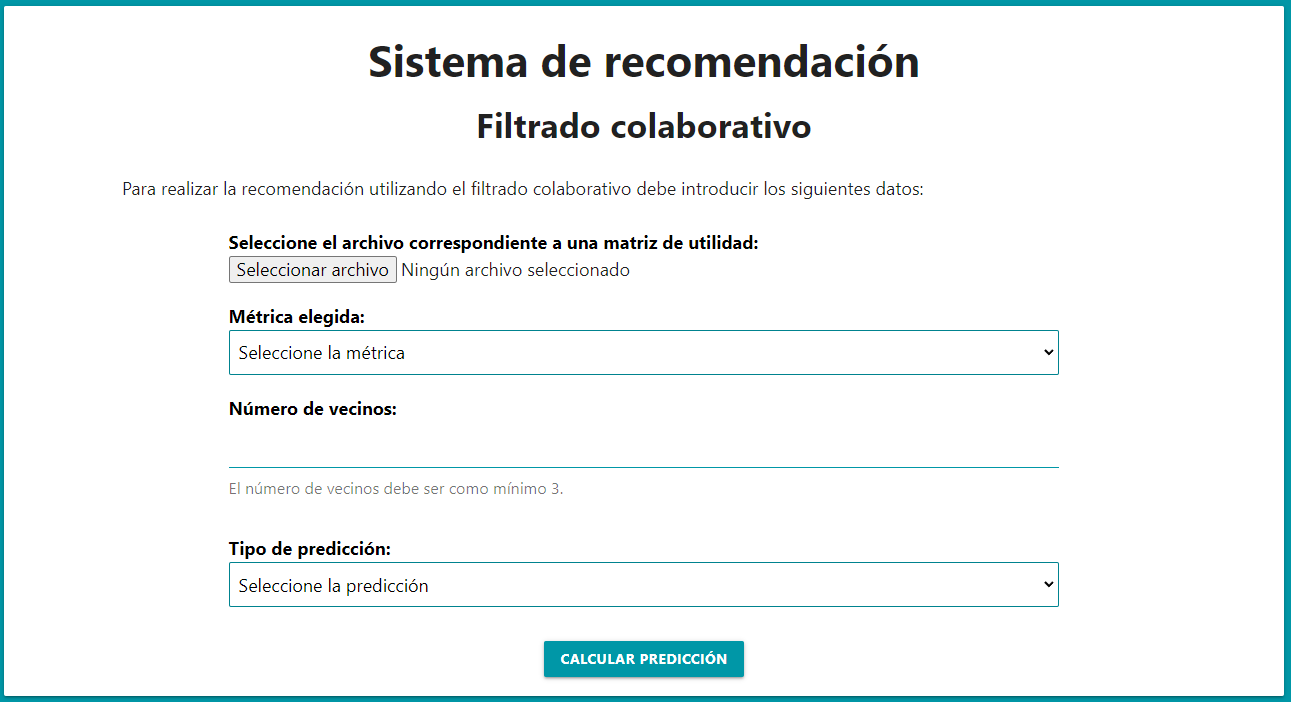 Sistema de recomendación
Filtrado colaborativo
Para realizar la recomendación utilizando el filtrado colaborativo debe introducir los siguientes datos:
Seleccione el archivo correspondiente a una matriz de utilidad:
Seleccionar archivo Ningún archivo seleccionado
Métrica elegida:
Seleccione la métrica
Número de vecinos:
El número de vecinos debe ser como mínimo 3.
Tipo de predicción:
Seleccione la predicción
CALCULAR PREDICCIÓN